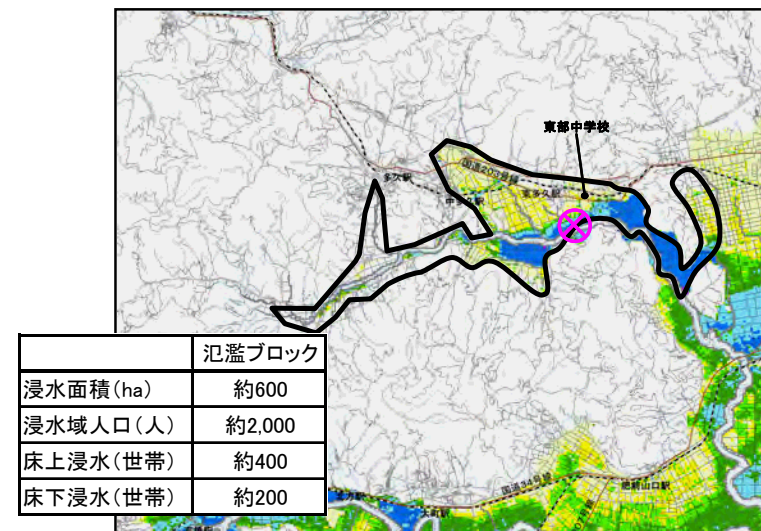 東部中学校
国道203号線
多久駅
中多久駅
東多久駅
氾濫ブロック
浸水面積(ha) 約600
浸水域人口(人) 約2,000
床上浸水(世帯) 約400
床下浸水(世帯) 約200
国道34号線
肥前山口駅
大町駅